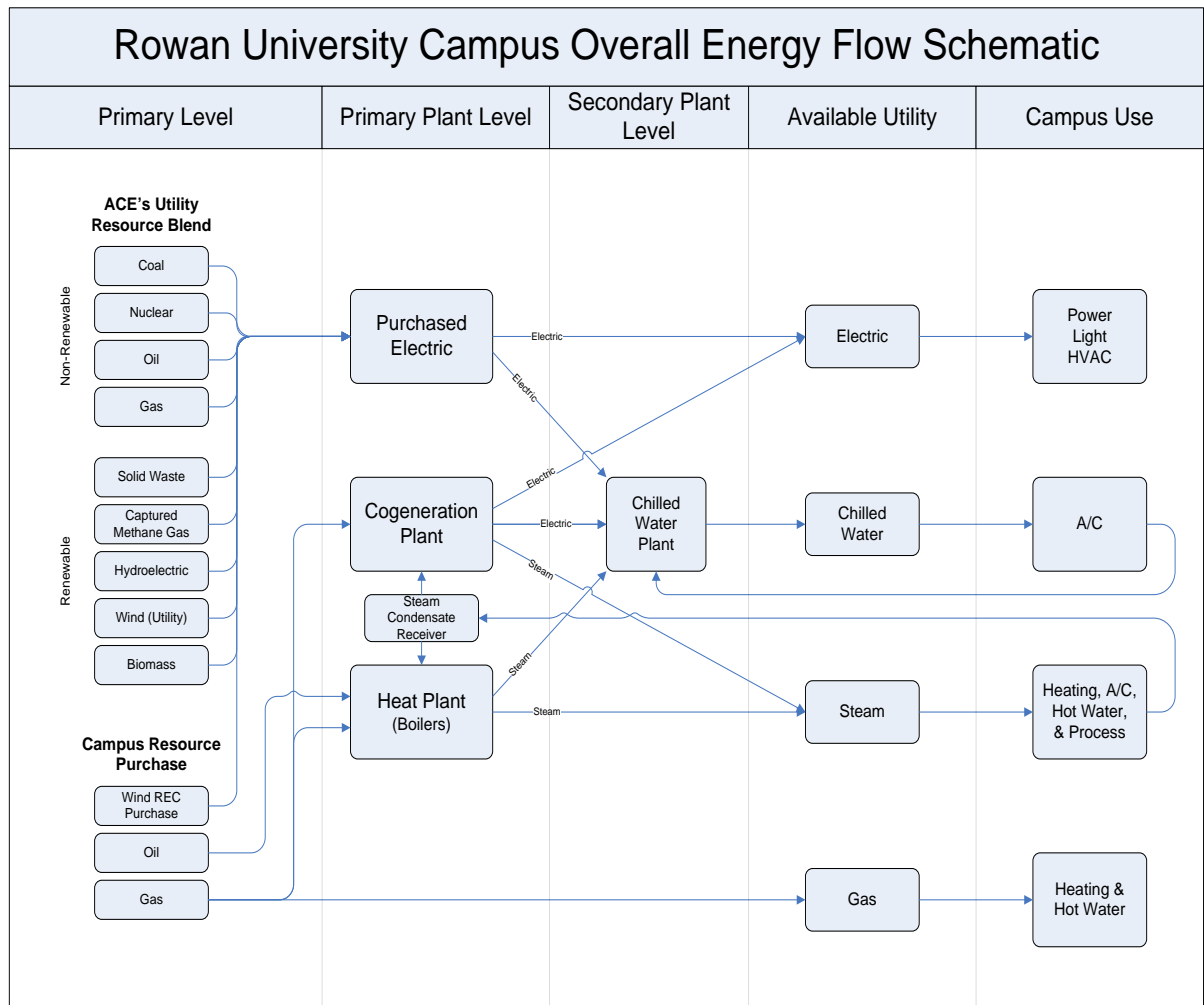 Rowan University Campus Overall Energy Flow Schematic
Primary Level
Primary Plant Level
Secondary Plant
Level
Available Utility
Campus Use
ACE's Utility
Resource Blend
Non-Renewable
Coal
Nuclear
Oil
Gas
Renewable
Solid Waste
Captured
Methane Gas
Hydroelectric
Wind (Utility)
Biomass
Campus Resource
Purchase
Wind REC
Purchase
Oil
Gas
Purchased
Electric
Cogeneration
Plant
Steam
Condensate
Receiver
Heat Plant
(Boilers)
Electric
Electric
Electric
Electric
Steam
Steam
Steam
Chilled
Water
Plant
Electric
Chilled
Water
Steam
Gas
Power
Light
HVAC
A/C
Heating, A/C,
Hot Water,
& Process
Heating &
Hot Water